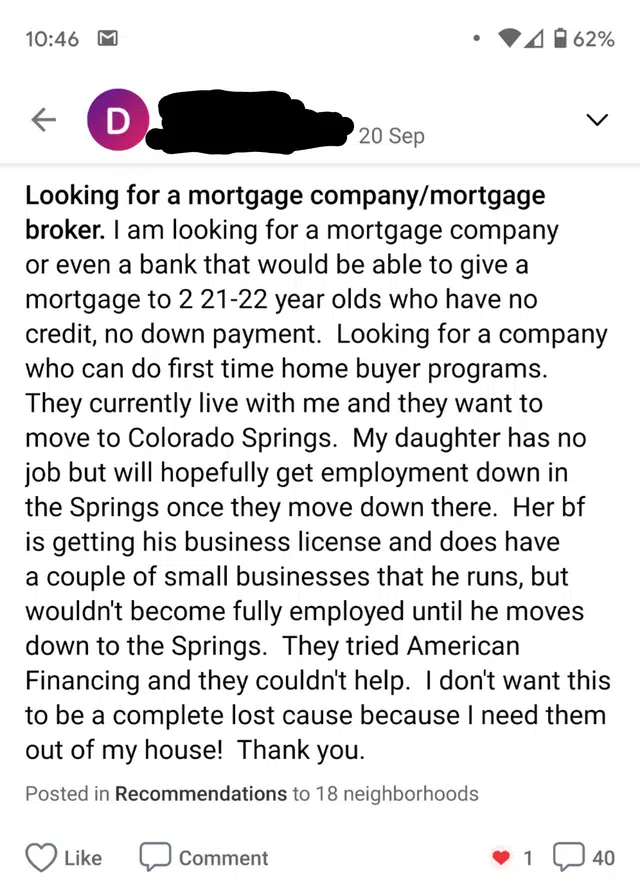 10:46
62%
D
20 Sep
Looking for a mortgage company/mortgage
broker. I am looking for a mortgage company
or even a bank that would be able to give a
mortgage to 2 21-22 year olds who have no
credit, no down payment.  Looking for a company
who can do first time home buyer programs.
They currently live with me and they want to
move to Colorado Springs.  My daughter has no
job but will hopefully get employment down in
the Springs once they move down there.  Her bf
is getting his business license and does have
a couple of small businesses that he runs, but
wouldn't become fully employed until he moves
down to the Springs.  They tried American
Financing and they couldn't help.  I don't want this
to be a complete lost cause because I need them
out of my house!  Thank you.
Posted in Recommendations to 18 neighborhoods
Like Comment 1 40